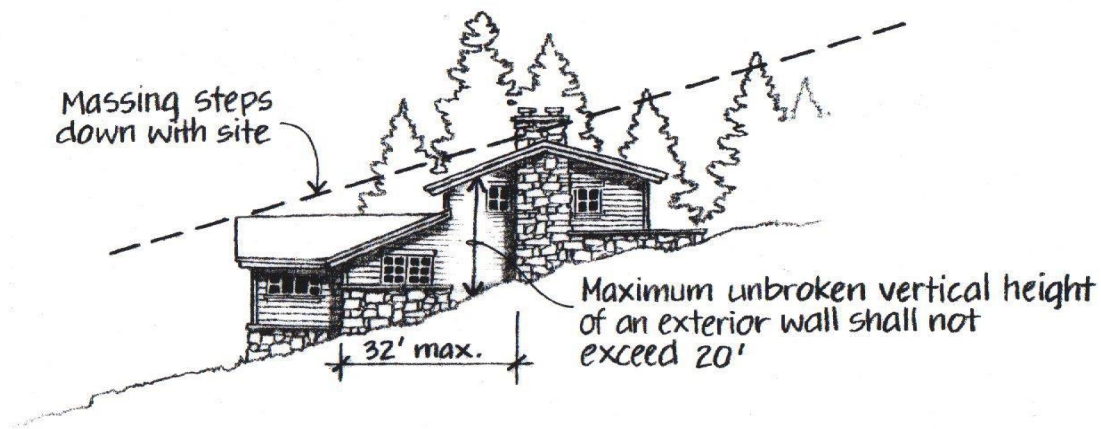 Massing steps
down with site
Maximum unbroken vertical height
of an exterior wall shall not
exceed 20'
32' max.